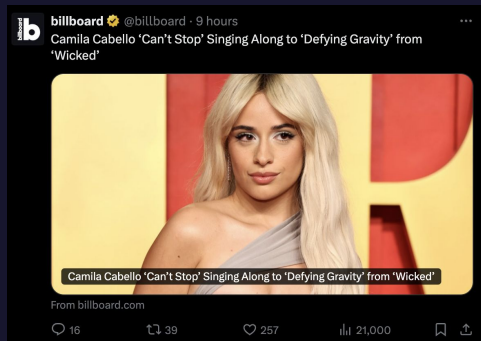 billboard
b
billboard @billboard · 9 hours
Camila Cabello ‘Can’t Stop’ Singing Along to ‘Defying Gravity’ from
‘Wicked’
Camila Cabello ‘Can’t Stop’ Singing Along to ‘Defying Gravity’ from ‘Wicked’
From billboard.com
16 39 257 21,000